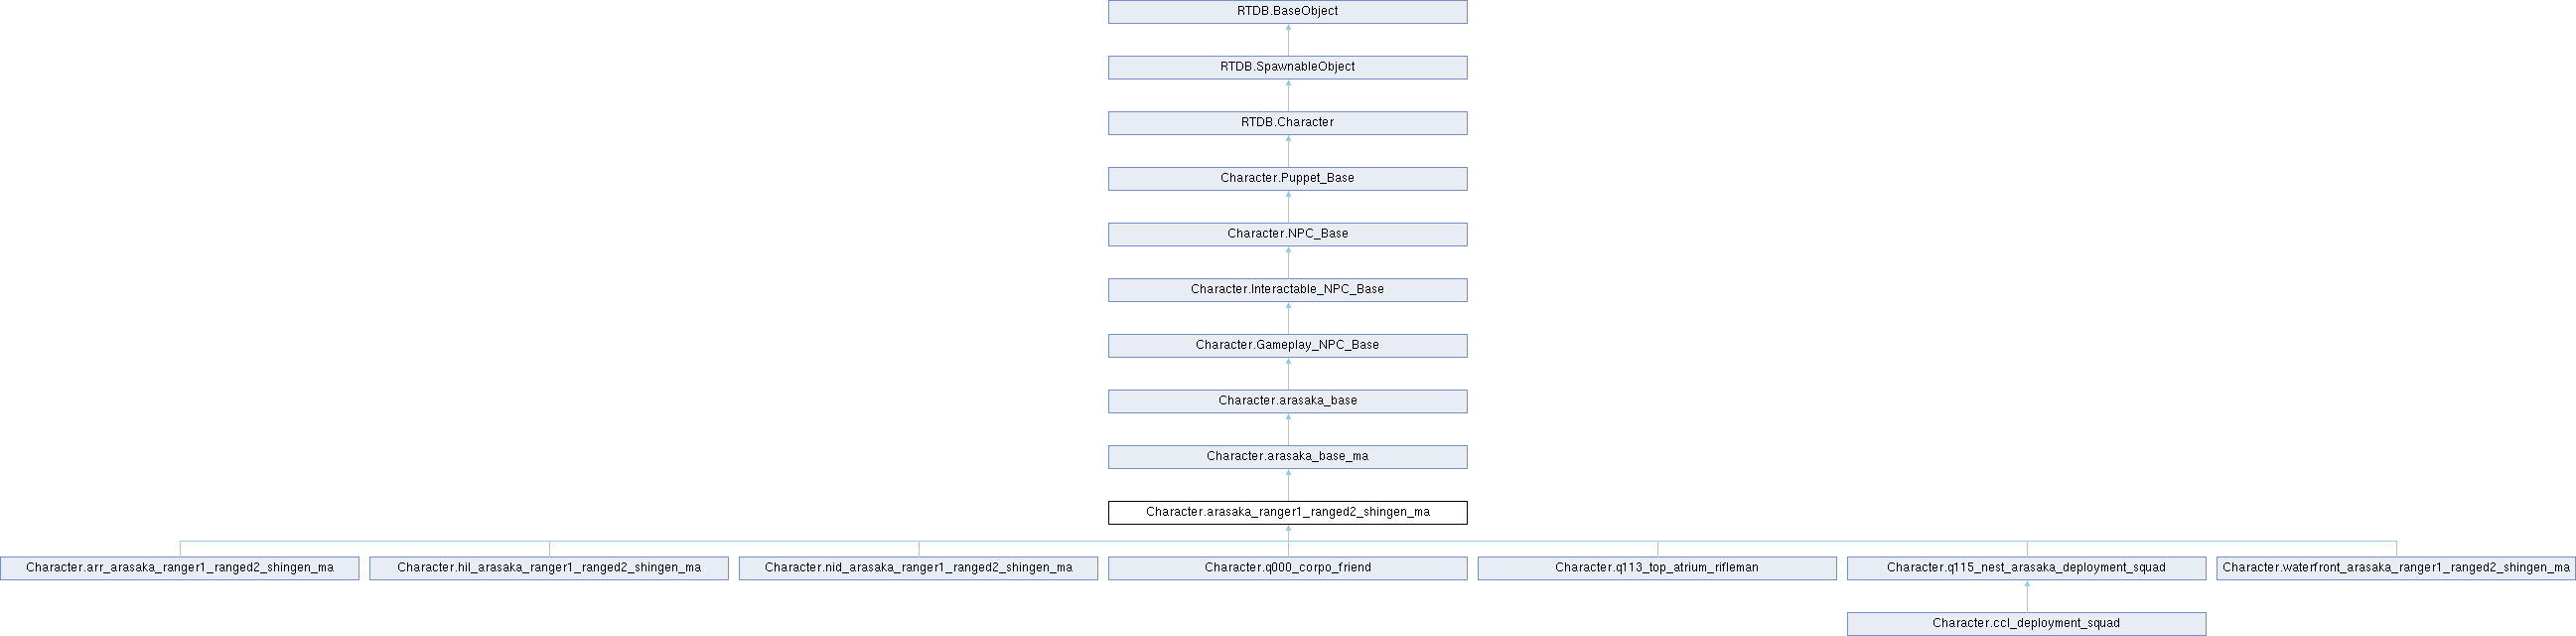 RTDB.BaseObject
RTDB.SpawnableObject
RTDB.Character
Character.Puppet_Base
Character.NPC_Base
Character.Interactable_NPC_Base
Character.Gameplay_NPC_Base
Character.arasaka_base
Character.arasaka_base_ma
Character.arasaka_ranger1_ranged2_shingen_ma
Character.arr_arasaka_ranger1_ranged2_shingen_ma
Character.hil_arasaka_ranger1_ranged2_shingen_ma
Character.nid_arasaka_ranger1_ranged2_shingen_ma
Character.q000_corpo_friend
Character.q113_top_atrium_rifleman
Character.q115_nest_arasaka_deployment_squad
Character.waterfront_arasaka_ranger1_ranged2_shingen_ma
Character.ccl_deployment_squad